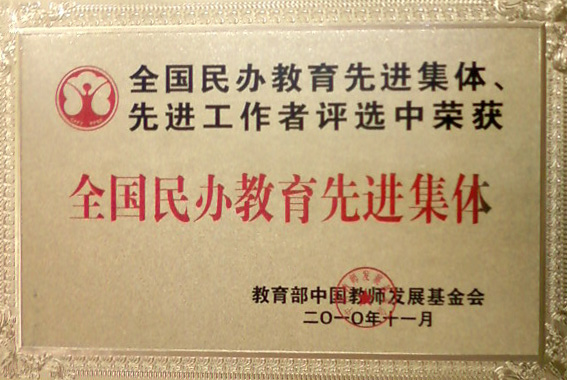 全国民办教育先进集体、
先进工作者评选中荣获
全国民办教育先进集体
教育部中国教师发展基金会
二〇一〇年十一月